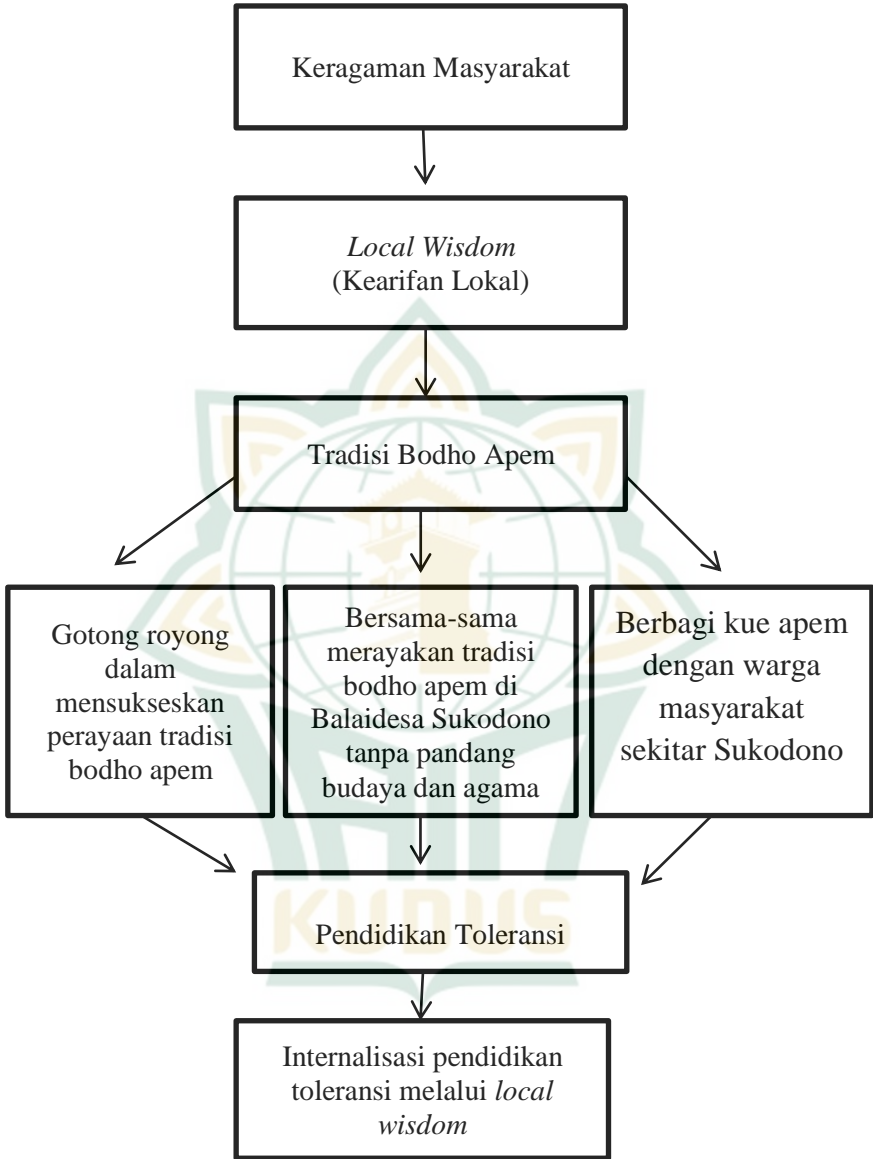 Keragaman Masyarakat
Local Wisdom
(Kearifan Lokal)
Tradisi Bodho Apem
Gotong royong
dalam
mensukseskan
perayaan tradisi
bodho apem
Bersama-sama
merayakan tradisi
bodho apem di
Balaidesa Sukodono
tanpa pandang
budaya dan agama
Berbagi kue apem
dengan warga
masyarakat
sekitar Sukodono
KUDUS
Pendidikan Toleransi
Internalisasi pendidikan
toleransi melalui local
wisdom